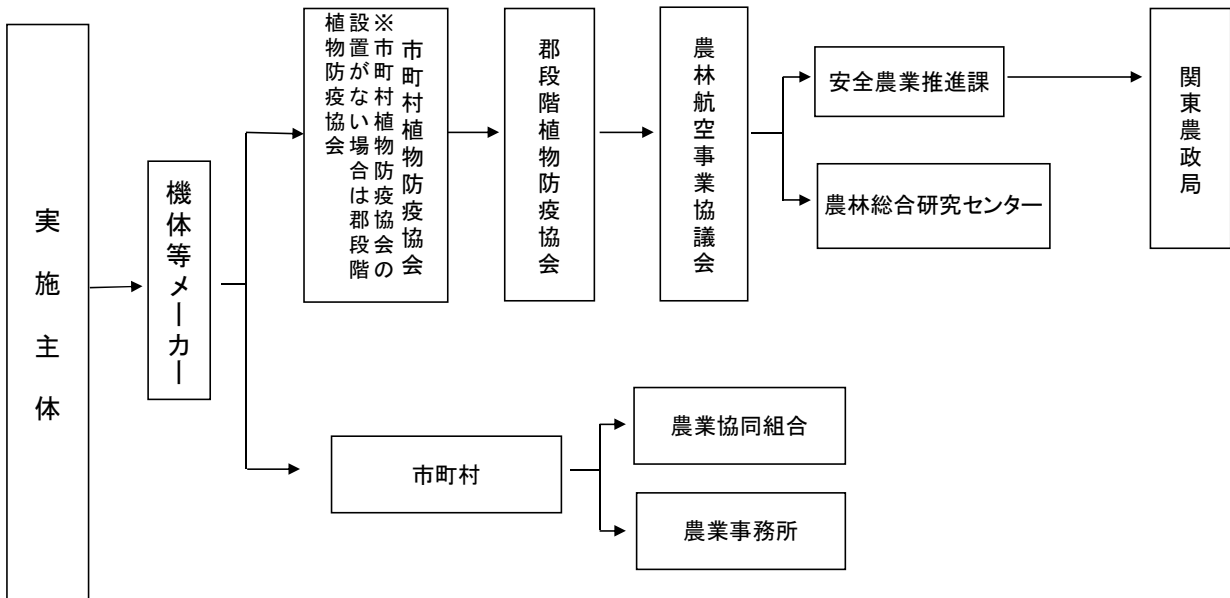 実施主体
機体等メーカー
市町村植物防疫協会
※市町村植物防疫協会の
設置がない場合は郡段階
植物防疫協会
郡段階植物防疫協会
農林航空事業協議会
安全農業推進課
農林総合研究センター
関東農政局
市町村
農業協同組合
農業事務所